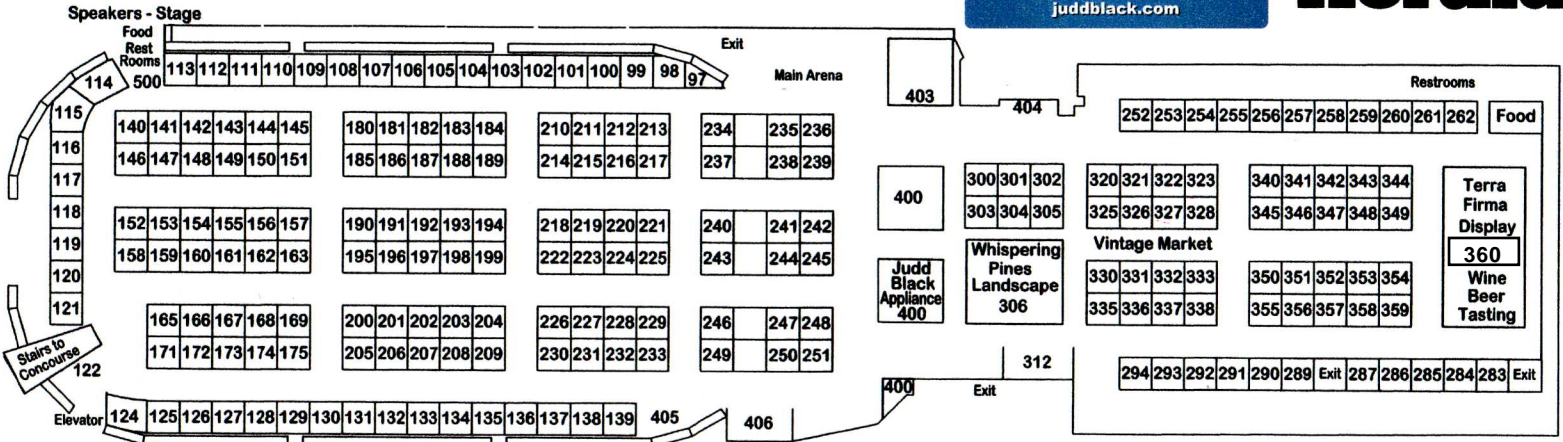 juddblack.com
Speakers - Stage
Food
Rest
Rooms
500
113 112 111 110 109 108 107 106 105 104 103 102 101 100 99 98 97
Exit
Main Arena
403
404
Restrooms
252 253 254 255 256 257 258 259 260 261 262
Food
114
115
116
117
118
119
120
121
Stairs to
Concourse
122
140 141 142 143 144 145
146 147 148 149 150 151
180 181 182 183 184
185 186 187 188 189
210 211 212 213
214 215 216 217
234 235 236
237 238 239
152 153 154 155 156 157
158 159 160 161 162 163
190 191 192 193 194
195 196 197 198 199
218 219 220 221
222 223 224 225
240 241 242
243 244 245
165 166 167 168 169
171 172 173 174 175
200 201 202 203 204
205 206 207 208 209
226 227 228 229
230 231 232 233
246 247 248
249 250 251
400
Judd
Black
Appliance
400
300 301 302
303 304 305
Whispering
Pines
Landscape
306
320 321 322 323
325 326 327 328
Vintage Market
330 331 332 333
335 336 337 338
340 341 342 343 344
345 346 347 348 349
350 351 352 353 354
355 356 357 358 359
Terra
Firma
Display
360
Wine
Beer
Tasting
312
400
Exit
294 293 292 291 290 289 Exit 287 286 285 284 283 Exit
Elevator
124 125 126 127 128 129 130 131 132 133 134 135 136 137 138 139
405
406